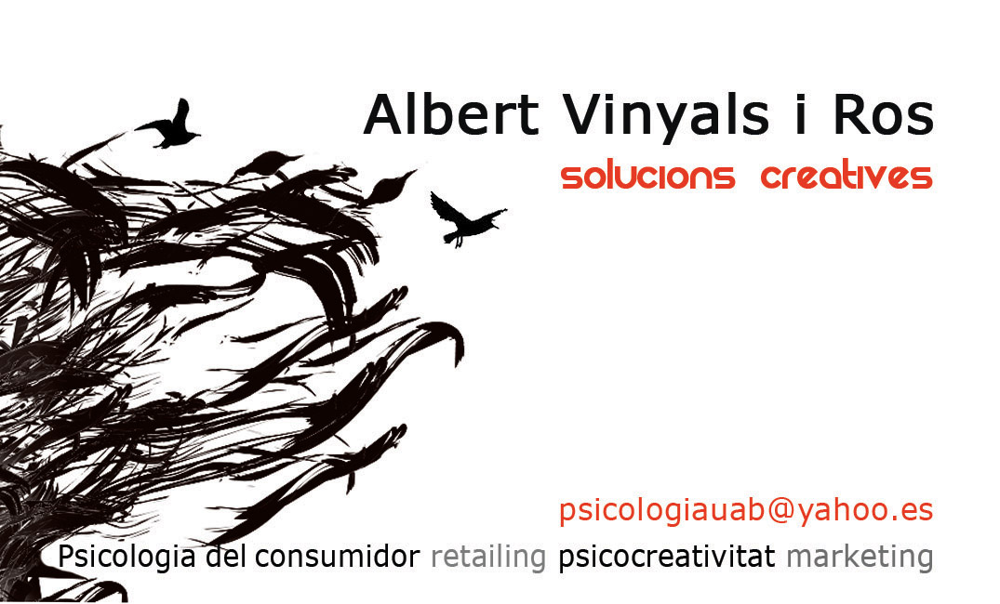 Albert Vinyals i Ros
solucions creatives
psicologiauab@yahoo.es
Psicologia del consumidor retailing psicocreativitat marketing